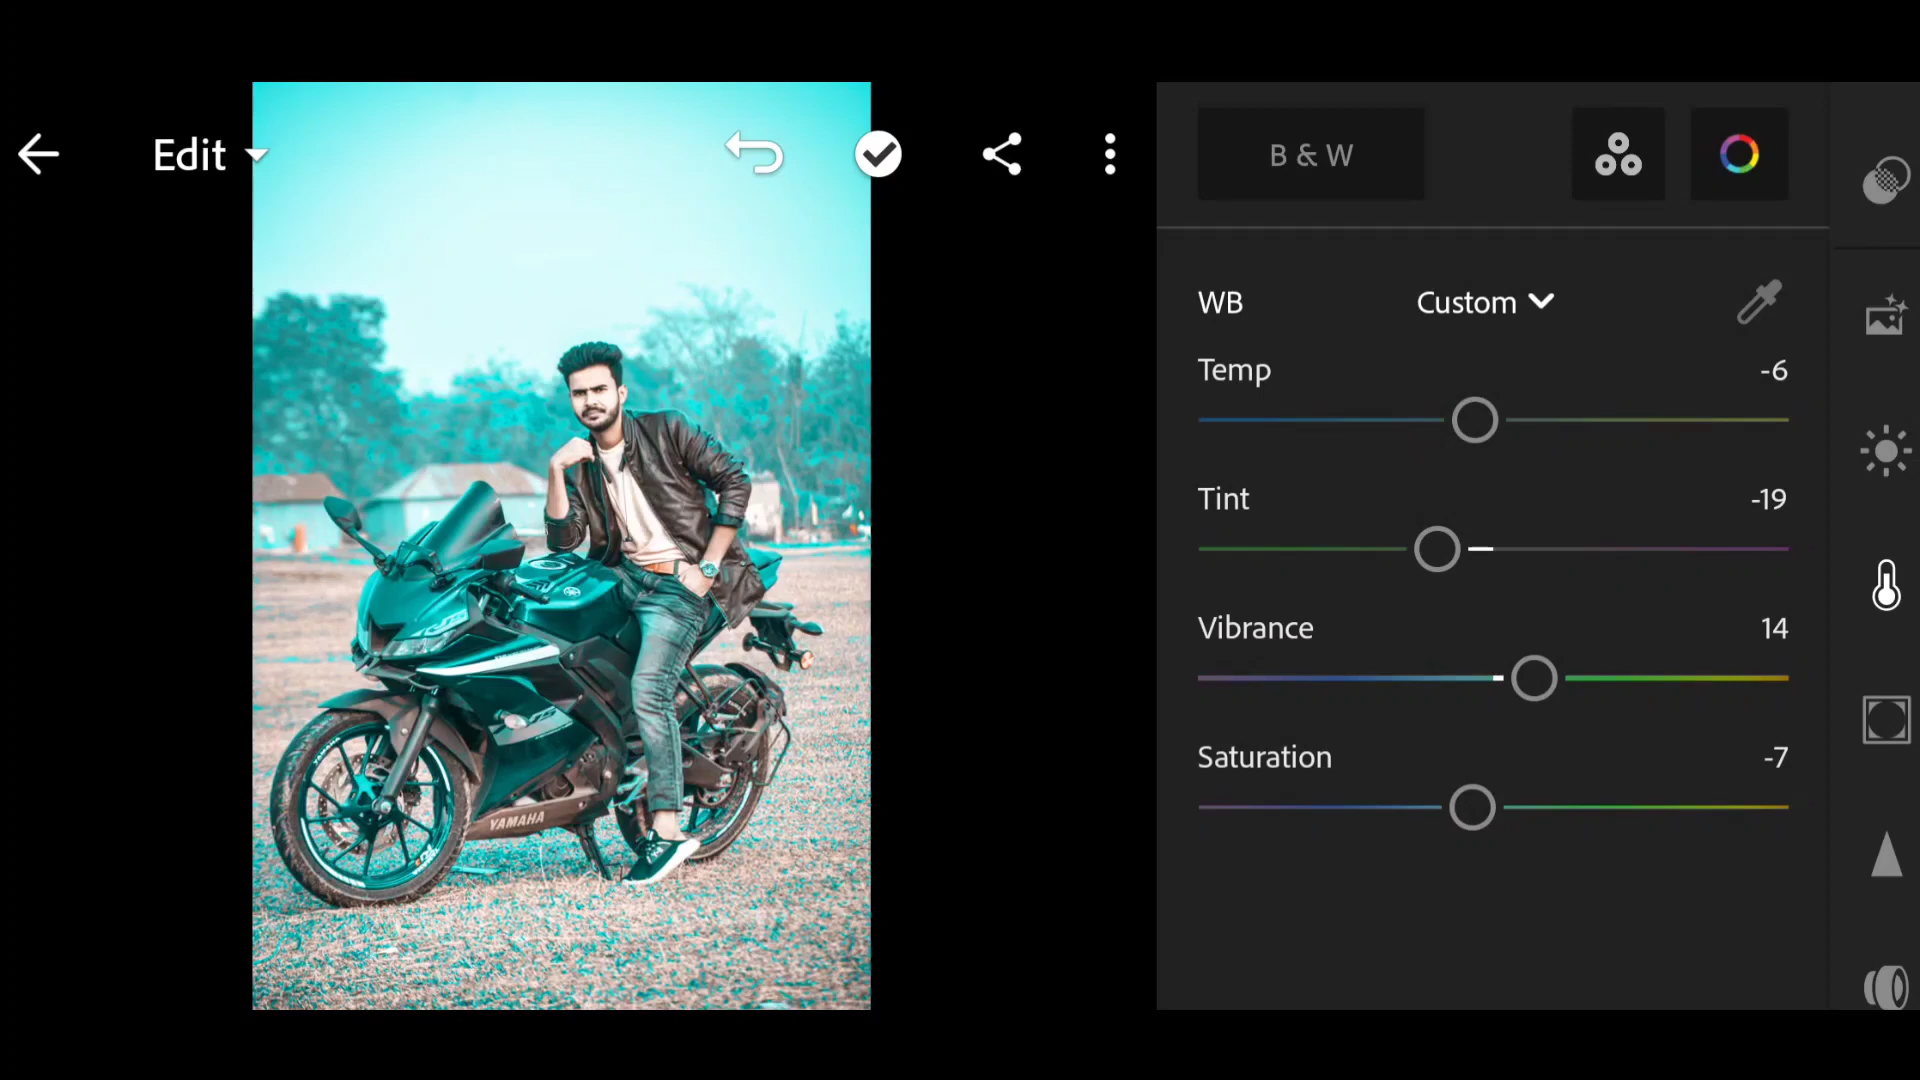 Edit
B & W
WB Custom
Temp -6
Tint -19
Vibrance 14
Saturation -7
YAMAHA